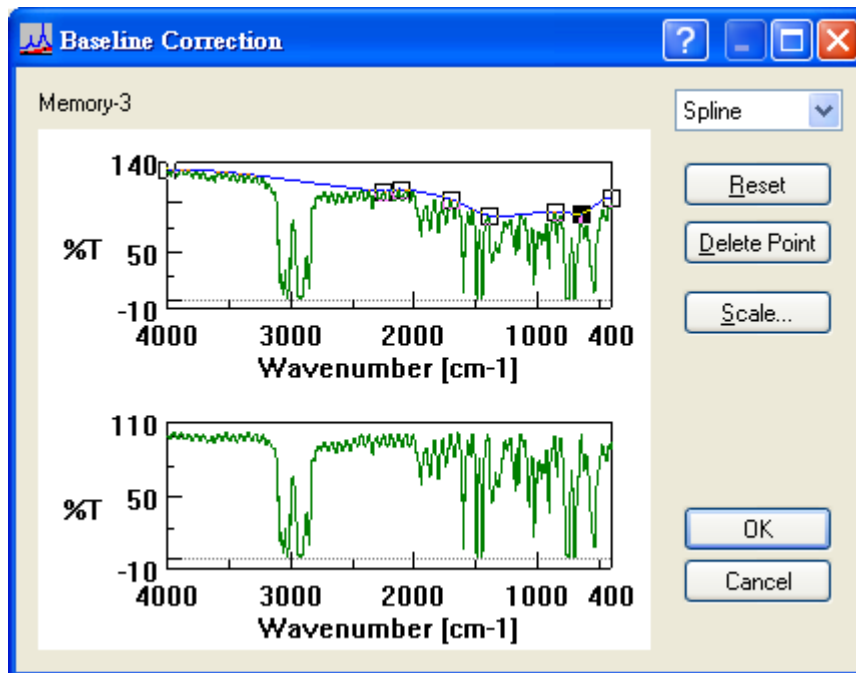 Baseline Correction
?
Memory-3
Spline
140
%T
50
-10
4000 3000 2000 1000 400
Wavenumber [cm-1]
Reset
Delete Point
Scale...
110
%T
50
-10
4000 3000 2000 1000 400
Wavenumber [cm-1]
OK
Cancel